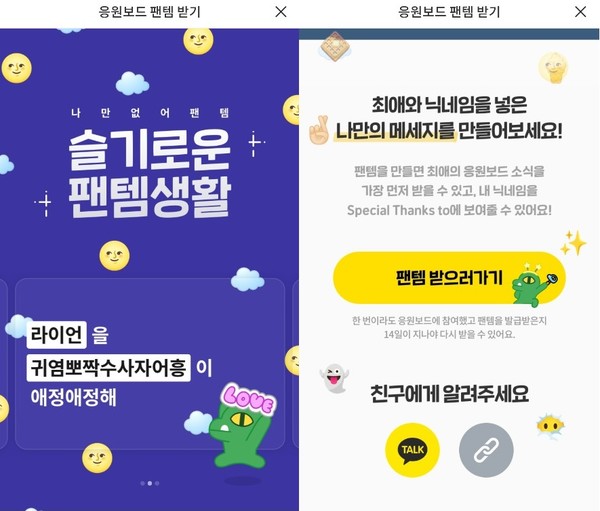 응원보드 팬템 받기
나만없어팬템
슬기로운
팬템생활
라이언 을
귀염뽀짝수사자어흥 이
애정애정해
LOVE
응원보드 팬템 받기
최애와 닉네임을 넣은
나만의 메세지를 만들어보세요!
팬템을 만들면 최애의 응원보드 소식을
가장 먼저 받을 수 있고, 내 닉네임을
Special Thanks to에 보여줄 수 있어요!
팬템 받으러가기
한 번이라도 응원보드에 참여했고 팬템을 발급받은지
14일이 지나야 다시 받을 수 있어요.
친구에게 알려주세요
TALK